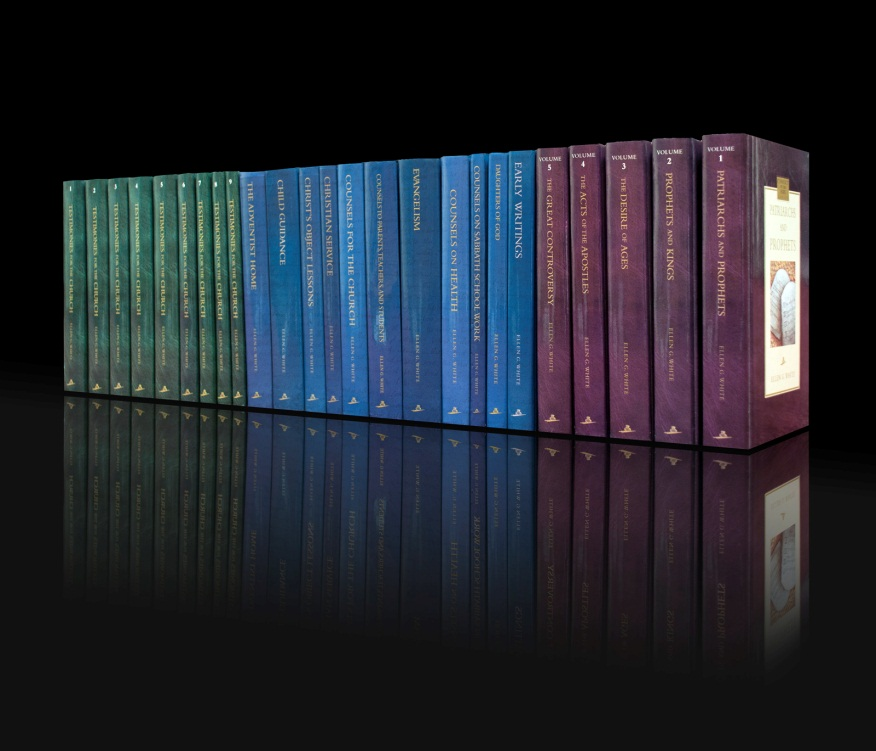 1 TESTIMONIES FOR THE CHURCH ELLEN G. WHITE
2 TESTIMONIES FOR THE CHURCH ELLEN G. WHITE
3 TESTIMONIES FOR THE CHURCH ELLEN G. WHITE
4 TESTIMONIES FOR THE CHURCH ELLEN G. WHITE
5 TESTIMONIES FOR THE CHURCH ELLEN G. WHITE
6 TESTIMONIES FOR THE CHURCH ELLEN G. WHITE
7 TESTIMONIES FOR THE CHURCH ELLEN G. WHITE
8 TESTIMONIES FOR THE CHURCH ELLEN G. WHITE
9 TESTIMONIES FOR THE CHURCH ELLEN G. WHITE
THE ADVENTIST HOME ELLEN G. WHITE
CHILD GUIDANCE ELLEN G. WHITE
CHRIST'S OBJECT LESSONS ELLEN G. WHITE
CHRISTIAN SERVICE ELLEN G. WHITE
COUNSELS FOR THE CHURCH ELLEN G. WHITE
COUNSELS TO PARENTS, TEACHERS, AND STUDENTS ELLEN G. WHITE
EVANGELISM ELLEN G. WHITE
COUNSELS ON HEALTH ELLEN G. WHITE
COUNSELS ON SABBATH SCHOOL WORK ELLEN G. WHITE
DAUGHTERS OF GOD ELLEN G. WHITE
EARLY WRITINGS ELLEN G. WHITE
VOLUME
5
THE GREAT CONTROVERSY ELLEN G. WHITE
VOLUME
4
THE ACTS OF THE APOSTLES ELLEN G. WHITE
VOLUME
3
THE DESIRE OF AGES ELLEN G. WHITE
VOLUME
2
PROPHETS AND KINGS ELLEN G. WHITE
VOLUME
1
PATRIARCHS AND PROPHETS ELLEN G. WHITE
PATRIARCHS
AND
PROPHETS
ELLEN G. WHITE